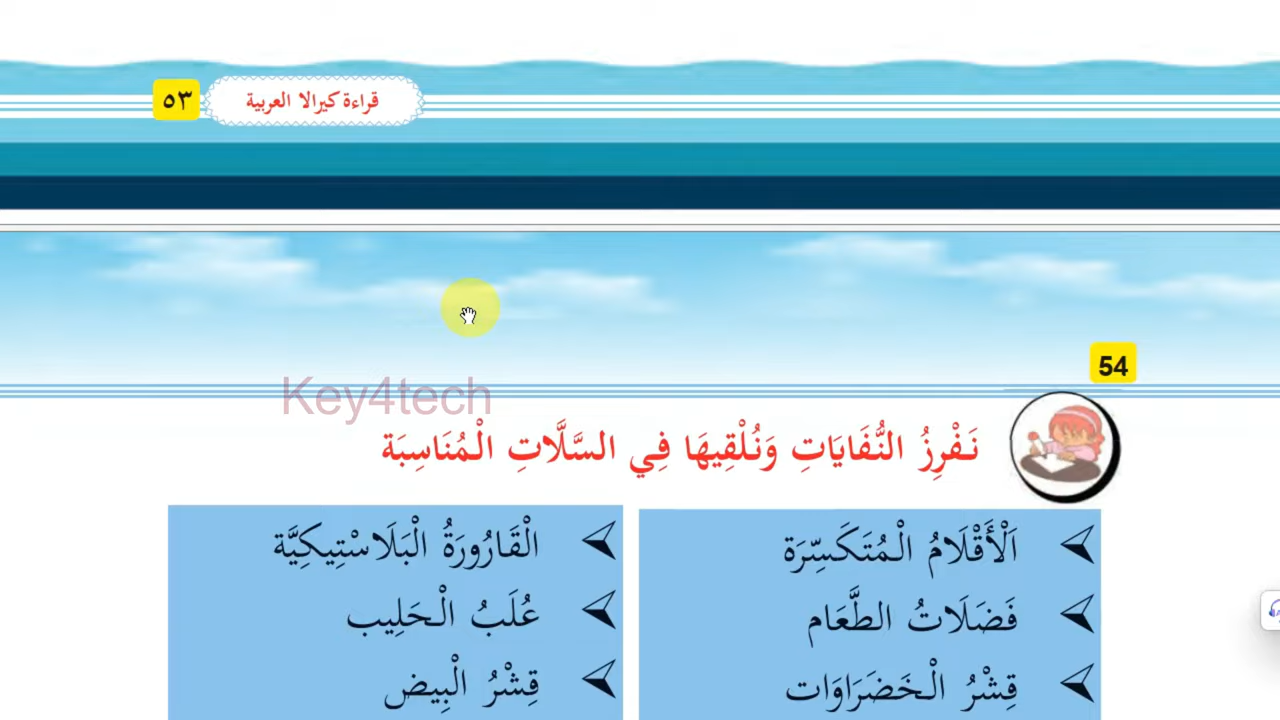 قراءة كيرالا العربية ٥٣
54
Key4tech
نَفْرِزُ النُّفَايَاتِ وَنُلْقِيهَا فِي السَّلَّاتِ الْمُنَاسِبَة
اَلْأَقْلَامُ الْمُتَكَسِّرَة
فَضَلَاتُ الطَّعَام
قِشْرُ الْخَضَرَاوَات
الْقَارُورَةُ الْبَلَاسْتِيكِيَّة
عُلَبُ الْحَلِيب
قِشْرُ الْبِيض